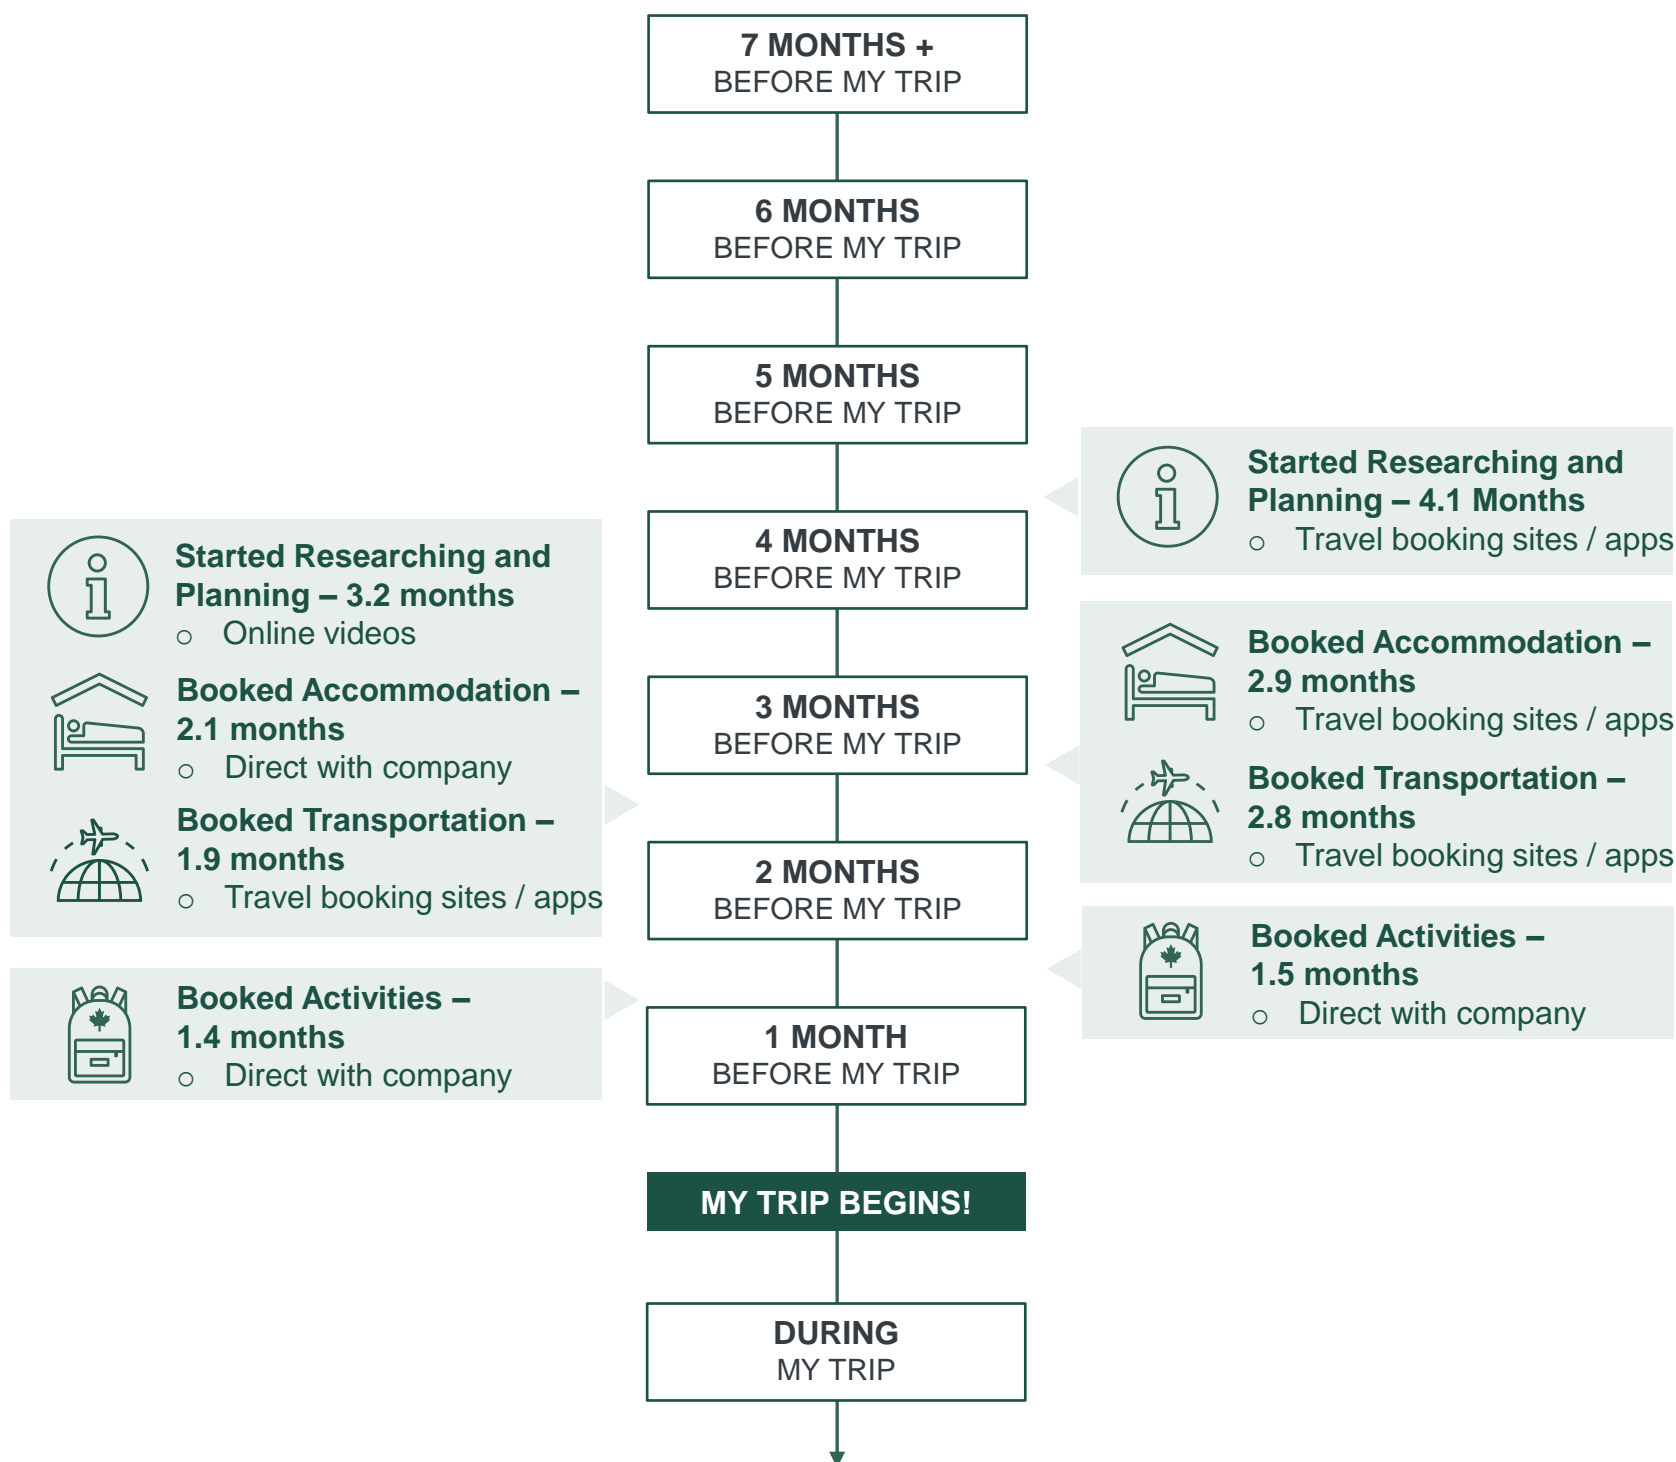 7 MONTHS +
BEFORE MY TRIP
6 MONTHS
BEFORE MY TRIP
5 MONTHS
BEFORE MY TRIP
4 MONTHS
BEFORE MY TRIP
3 MONTHS
BEFORE MY TRIP
2 MONTHS
BEFORE MY TRIP
1 MONTH
BEFORE MY TRIP
MY TRIP BEGINS!
DURING
MY TRIP
Started Researching and
Planning – 3.2 months
o Online videos
Booked Accommodation –
2.1 months
o Direct with company
Booked Transportation –
1.9 months
o Travel booking sites / apps
Booked Activities –
1.4 months
o Direct with company
Started Researching and
Planning – 4.1 Months
o Travel booking sites / apps
Booked Accommodation –
2.9 months
o Travel booking sites / apps
Booked Transportation –
2.8 months
o Travel booking sites / apps
Booked Activities –
1.5 months
o Direct with company